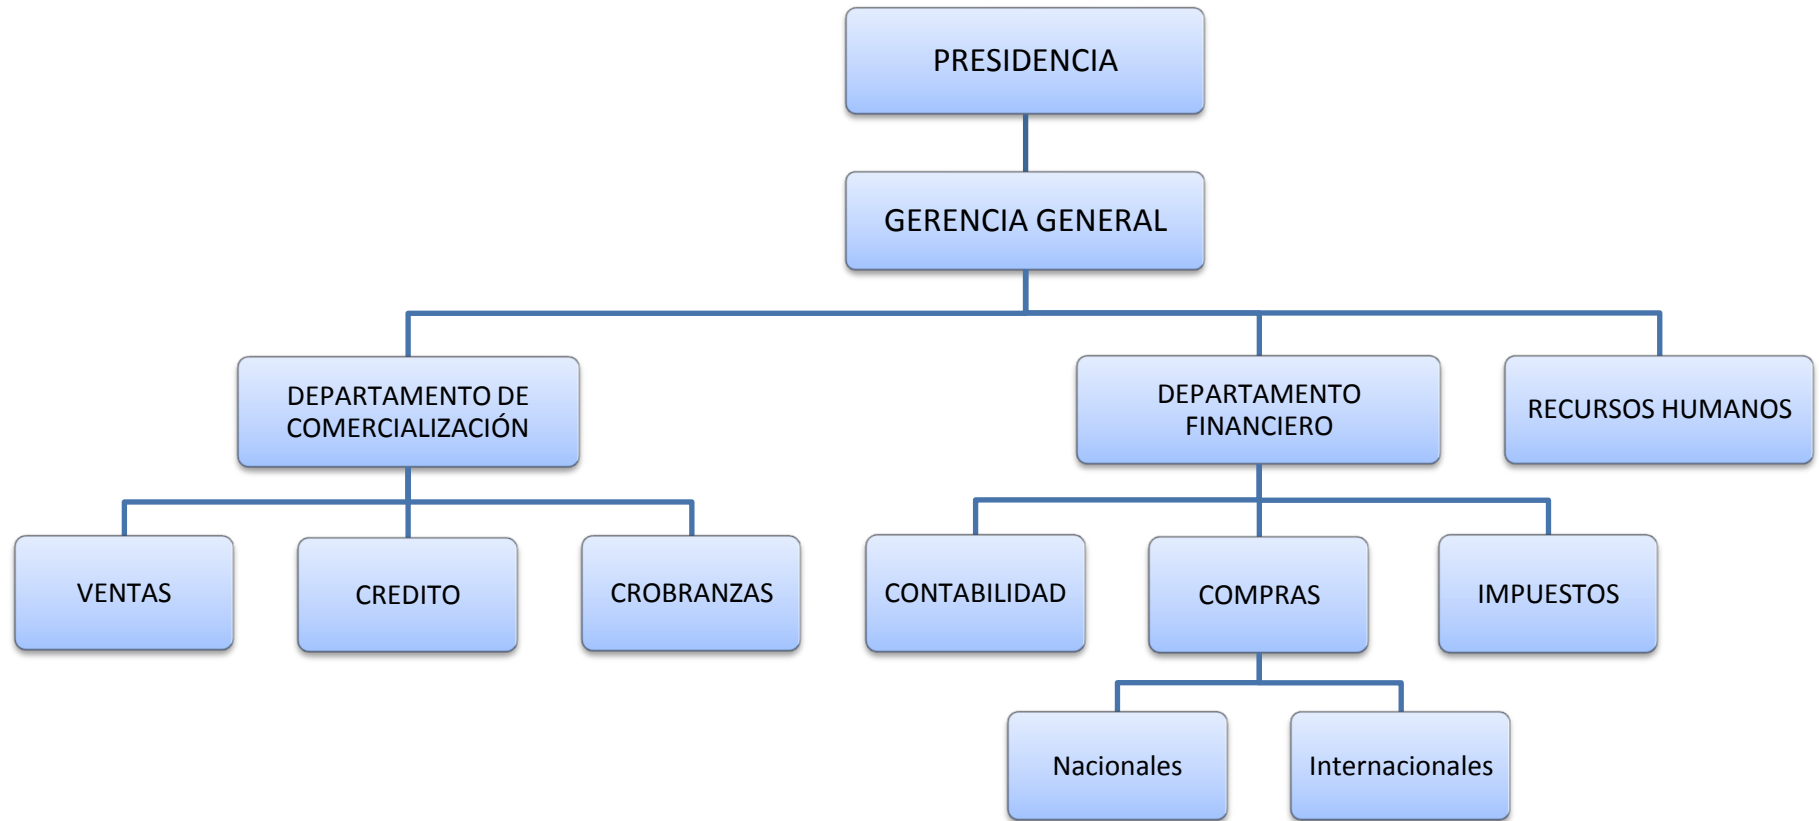 PRESIDENCIA
GERENCIA GENERAL
DEPARTAMENTO DE
COMERCIALIZACIÓN
DEPARTAMENTO
FINANCIERO
RECURSOS HUMANOS
VENTAS
CREDITO
CROBRANZAS
CONTABILIDAD
COMPRAS
IMPUESTOS
Nacionales
Internacionales